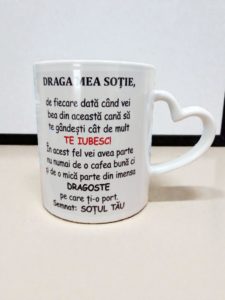 DRAGA MEA SOȚIE,
de fiecare dată când vei
bea din această cană să
te gândești cât de mult
TE IUBESC!
În acest fel vei avea parte
nu numai de o cafea bună ci
și de o mică parte din imensa
DRAGOSTE
pe care ți-o port.
Semnat: SOȚUL TĂU